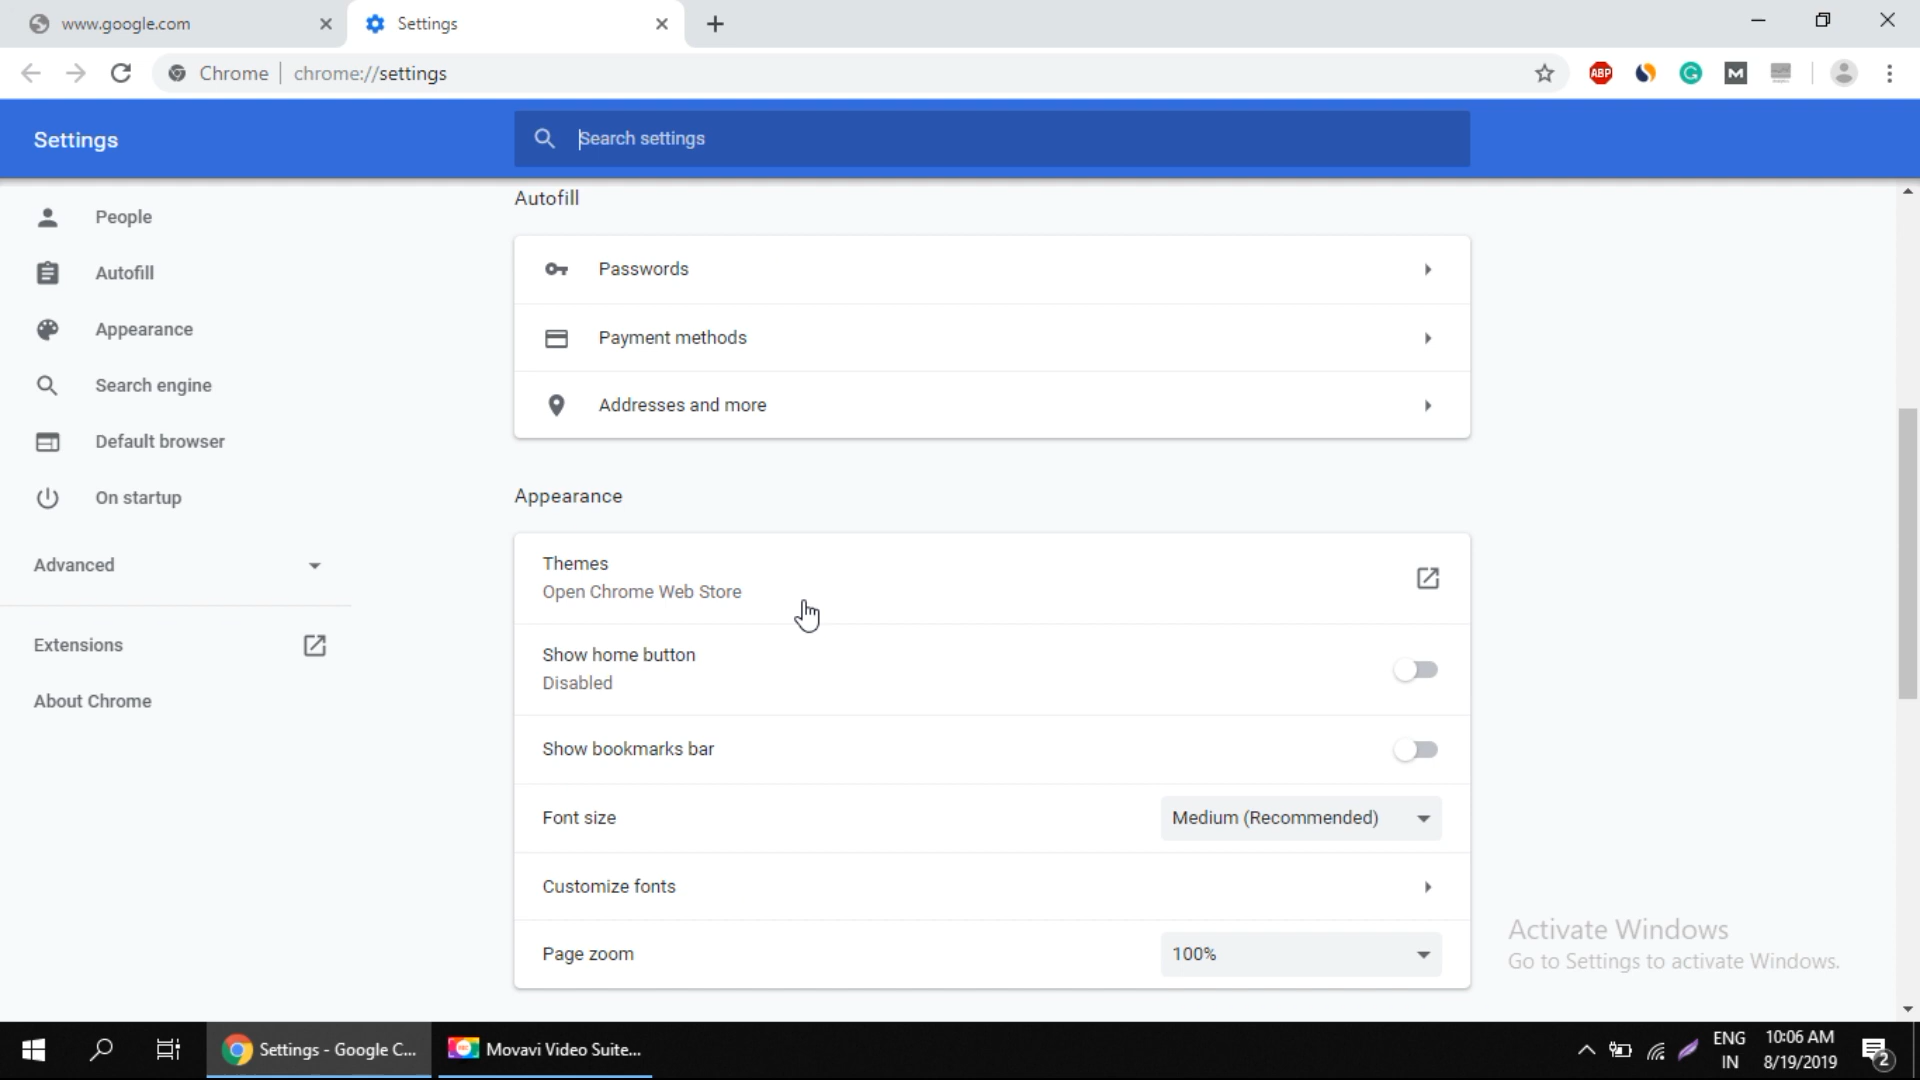 www.google.com
Settings
Chrome
chrome://settings
ABP
G
M
Settings
Search settings
People
Autofill
Appearance
Search engine
Default browser
On startup
Advanced
Extensions
About Chrome
Autofill
Passwords
Payment methods
Addresses and more
Appearance
Themes
Open Chrome Web Store
Show home button
Disabled
Show bookmarks bar
Font size
Medium (Recommended)
Customize fonts
Page zoom
100%
Activate Windows
Go to Settings to activate Windows.
Settings - Google C...
Movavi Video Suite...
ENG
IN
10:06 AM
8/19/2019
2